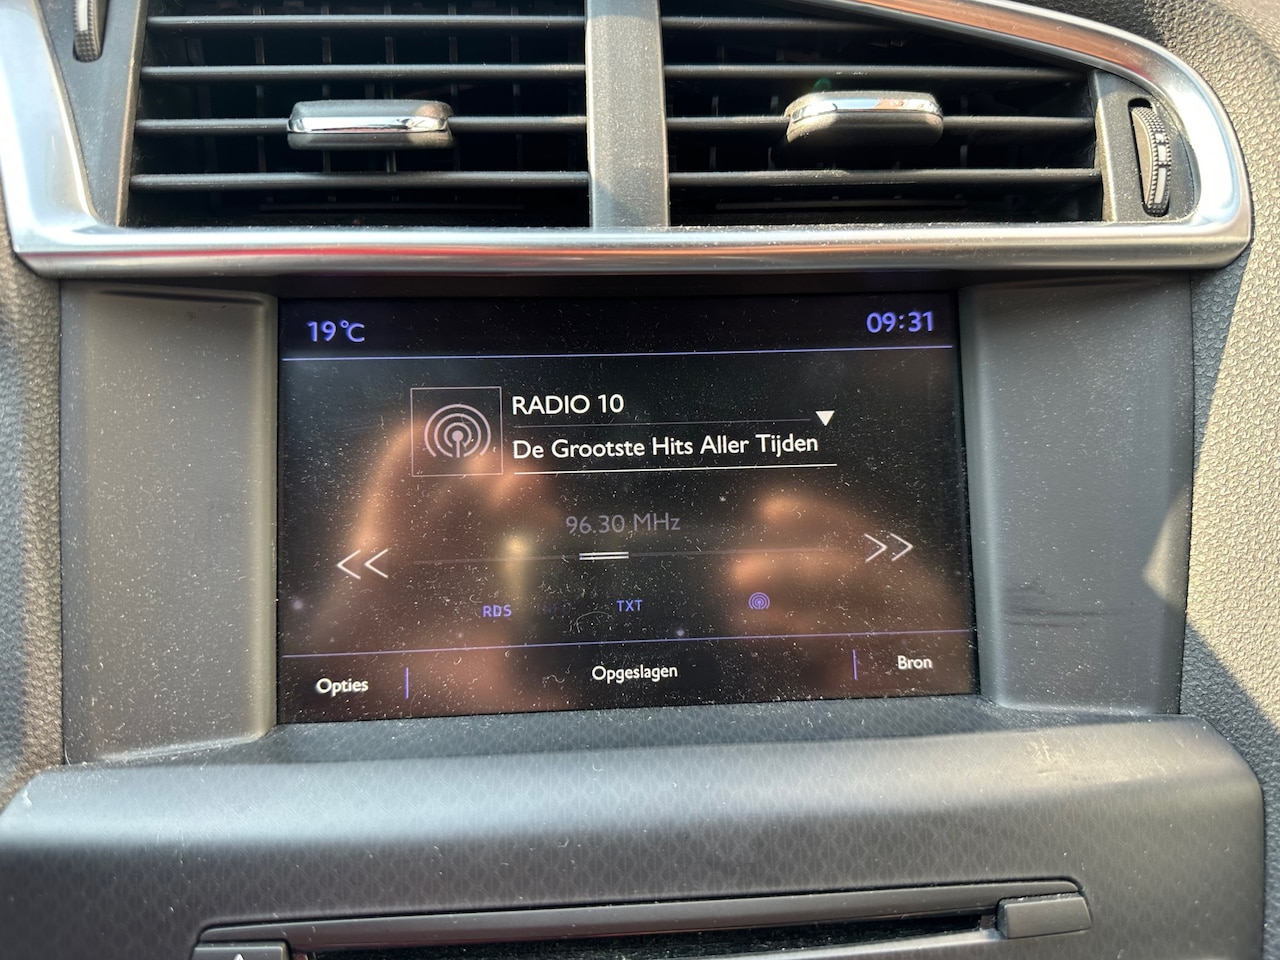 19°C
09:31
RADIO 10
De Grootste Hits Aller Tijden
96.30 MHz
RDS TXT
Opties Opgeslagen Bron